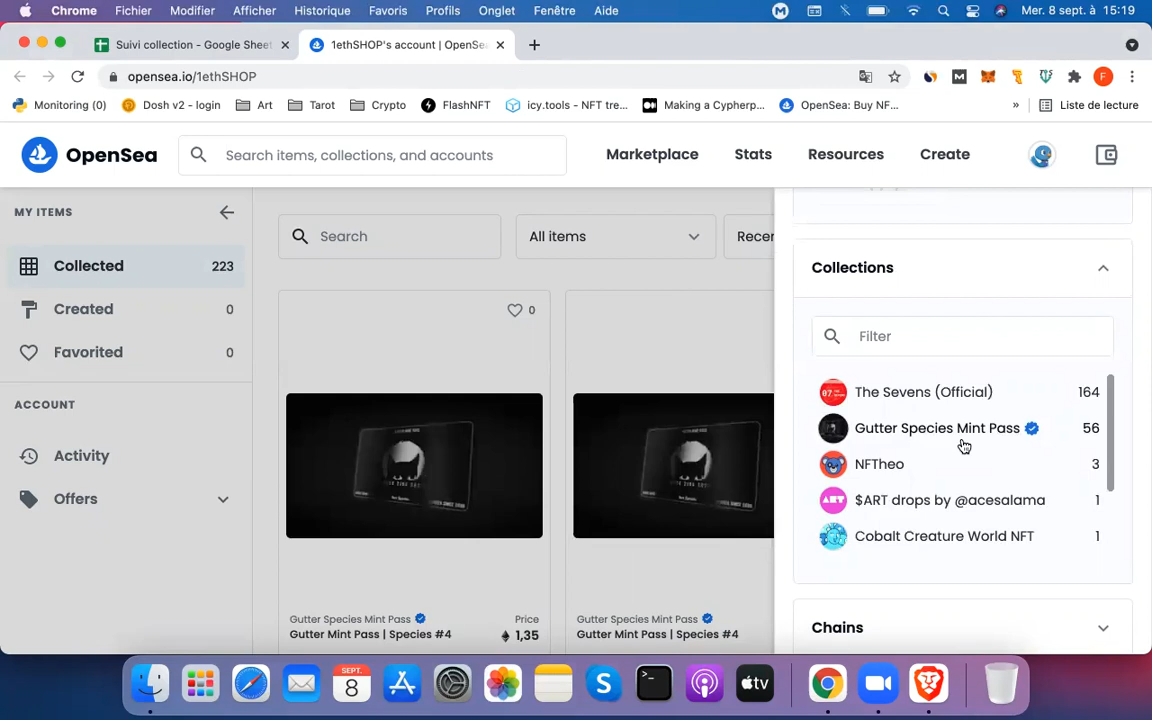 Chrome Fichier Modifier Afficher Historique Favoris Profils Onglet Fenêtre Aide Mer. 8 sept. à 15:19
Suivi collection - Google Sheet 1ethSHOP's account | OpenSe
opensea.io/1ethSHOP
Monitoring (0) Dosh v2 - login Art Tarot Crypto FlashNFT icy.tools - NFT tre... Making a Cypherp... OpenSea: Buy NF... » Liste de lecture
OpenSea Search items, collections, and accounts Marketplace Stats Resources Create
MY ITEMS
Search All items Recer
Collected 223
Created 0
Favorited 0
ACCOUNT
Activity
Offers
0
Gutter Species Mint Pass Price
Gutter Mint Pass | Species #4 1,35
Gutter Species Mint Pass
Gutter Mint Pass | Species #4
Collections
Filter
The Sevens (Official) 164
Gutter Species Mint Pass 56
NFTheo 3
$ART drops by @acesalama 1
Cobalt Creature World NFT 1
Chains
SEPT.
8
tv